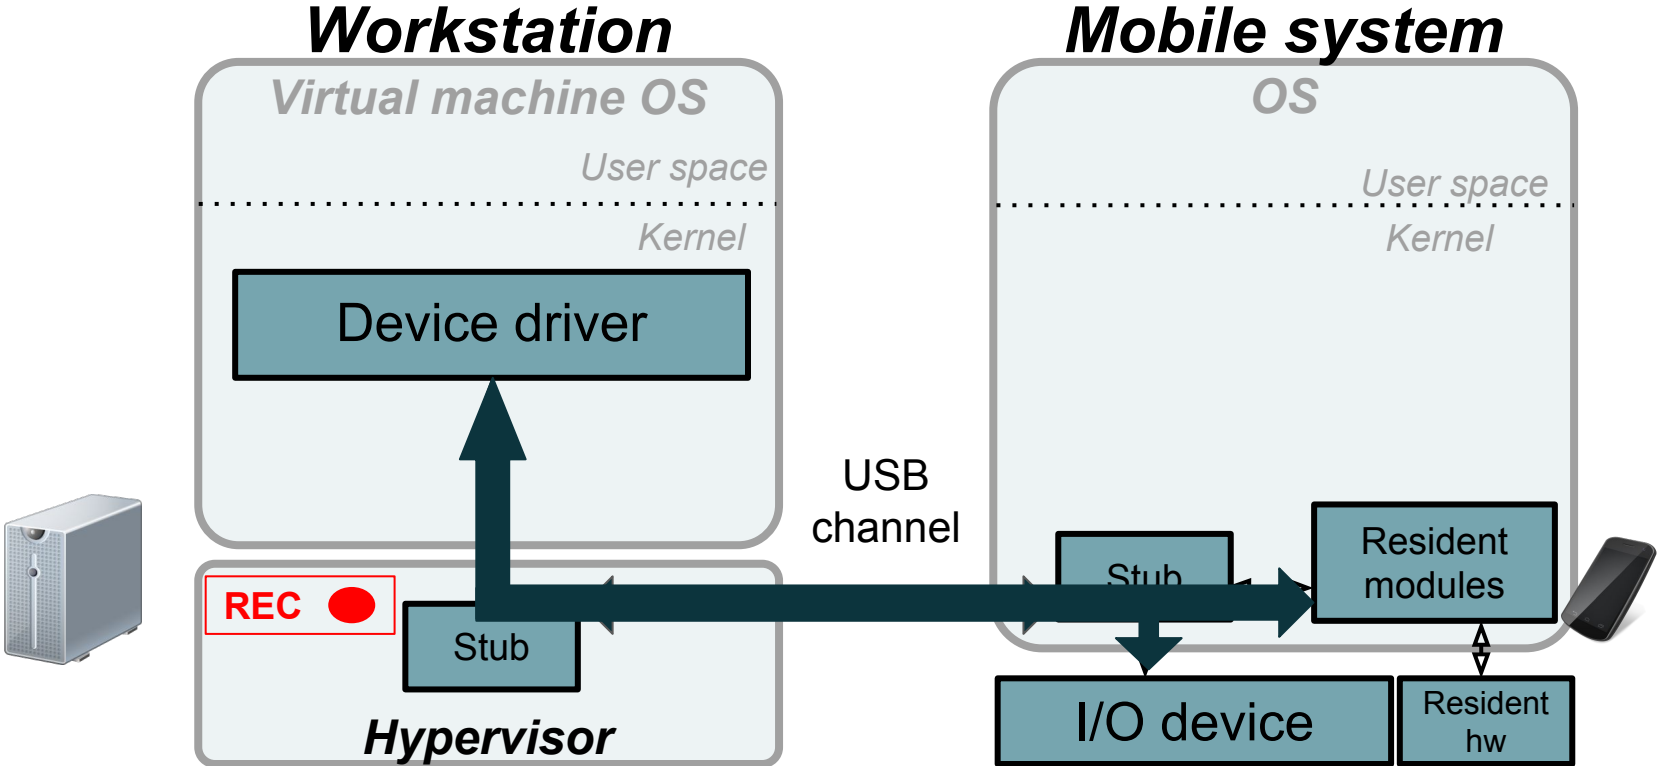 Workstation
Mobile system
Virtual machine OS
User space
Kernel
Device driver
REC
Stub
Hypervisor
USB
channel
OS
User space
Kernel
Stub
Resident
modules
I/O device
Resident
hw